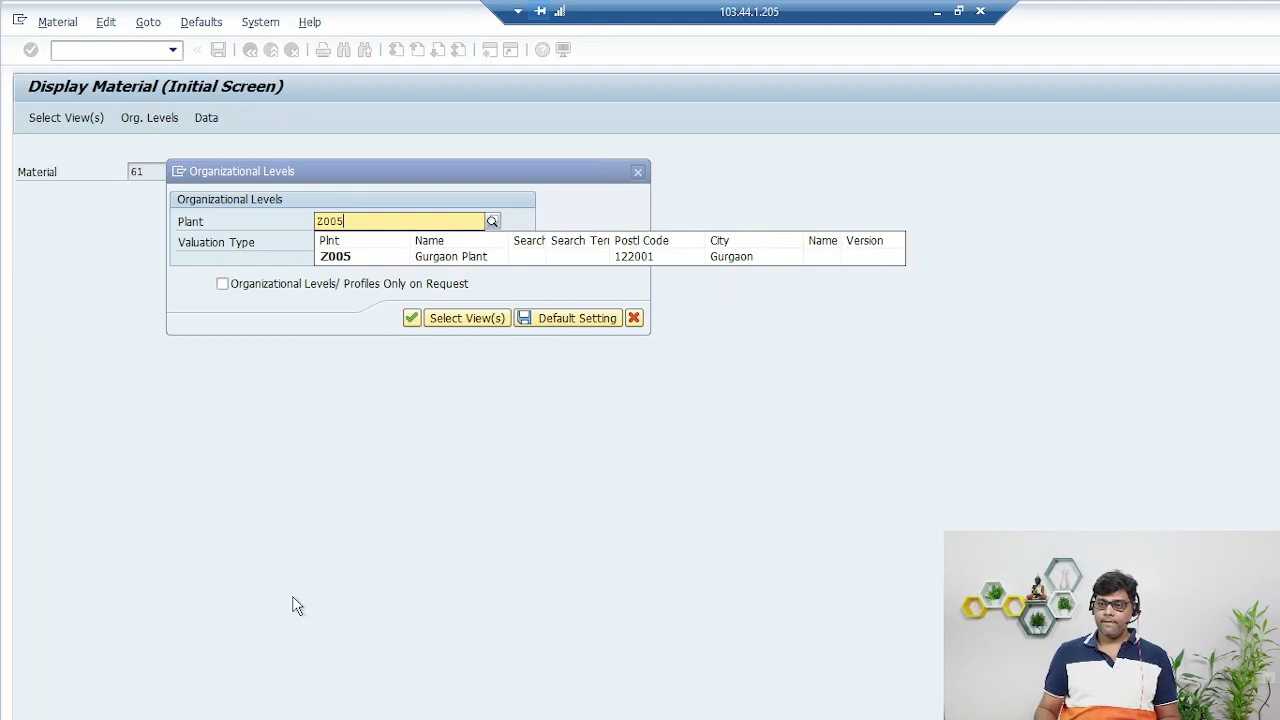 103.44.1.205
Material Edit Goto Defaults System Help
Display Material (Initial Screen)
Select View(s) Org. Levels Data
Material 61
Organizational Levels
Organizational Levels
Plant Z005
Valuation Type
Plnt Name Search Search Ter Postl Code City Name Version
Z005 Gurgaon Plant 122001 Gurgaon
Organizational Levels/ Profiles Only on Request
Select View(s) Default Setting